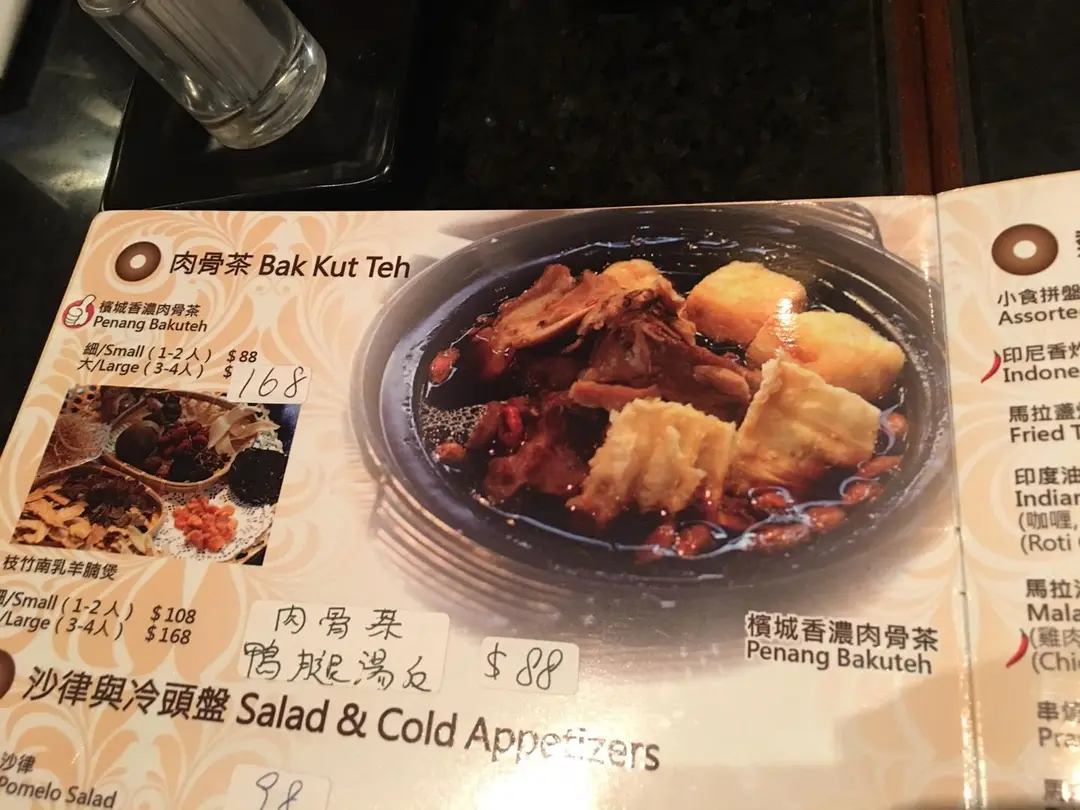 肉骨茶 Bak Kut Teh
檳城香濃肉骨茶
Penang Bakuteh
細/Small ( 1-2 人 ) $ 88
大/Large ( 3-4人 ) $ 168
枝竹南乳羊腩煲
/Small ( 1-2 人 ) $ 108
/Large ( 3-4人 ) $ 168
肉骨茶
鴨腿湯
$88
檳城香濃肉骨茶
Penang Bakuteh
沙律與冷頭盤 Salad & Cold Appetizers
沙律
Pomelo Salad
98
小食拼盤
Assorte
印尼香炸
Indone
馬拉盞
Fried T
印度油
Indian
(咖喱,
(Roti
馬拉
Mala
(雞肉
(Chi
串燒
Pra